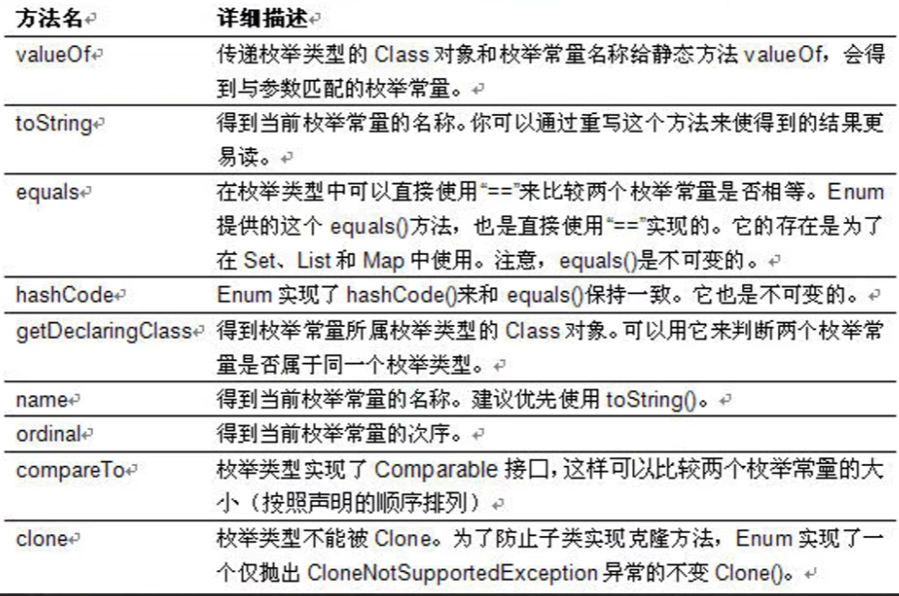 方法名 详细描述
valueOf 传递枚举类型的 Class 对象和枚举常量名称给静态方法 valueOf，会得
到与参数匹配的枚举常量。
toString 得到当前枚举常量的名称。你可以通过重写这个方法来使得到的结果更
易读。
equals 在枚举类型中可以直接使用“==”来比较两个枚举常量是否相等。Enum
提供的这个 equals()方法，也是直接使用“==”实现的。它的存在是为了
在 Set、List 和 Map 中使用。注意，equals()是不可变的。
hashCode Enum 实现了 hashCode()来和 equals()保持一致。它也是不可变的。
getDeclaringClass 得到枚举常量所属枚举类型的 Class 对象。可以用它来判断两个枚举常
量是否属于同一个枚举类型。
name 得到当前枚举常量的名称。建议优先使用 toString()。
ordinal 得到当前枚举常量的次序。
compareTo 枚举类型实现了 Comparable 接口，这样可以比较两个枚举常量的大
小（按照声明的顺序排列）
clone 枚举类型不能被 Clone。为了防止子类实现克隆方法，Enum 实现了一
个仅抛出 CloneNotSupportedException 异常的不变 Clone()。